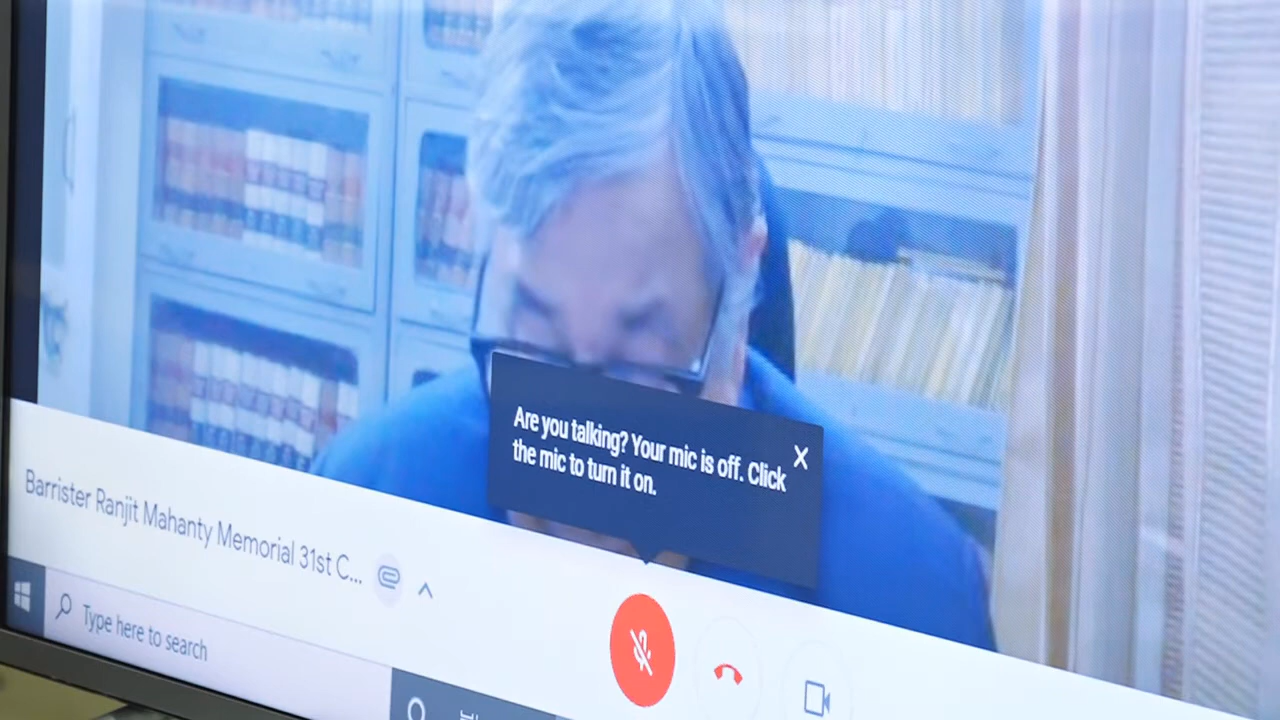 Are you talking? Your mic is off. Click
the mic to turn it on.
Barrister Ranjit Mahanty Memorial 31st C...
Type here to search